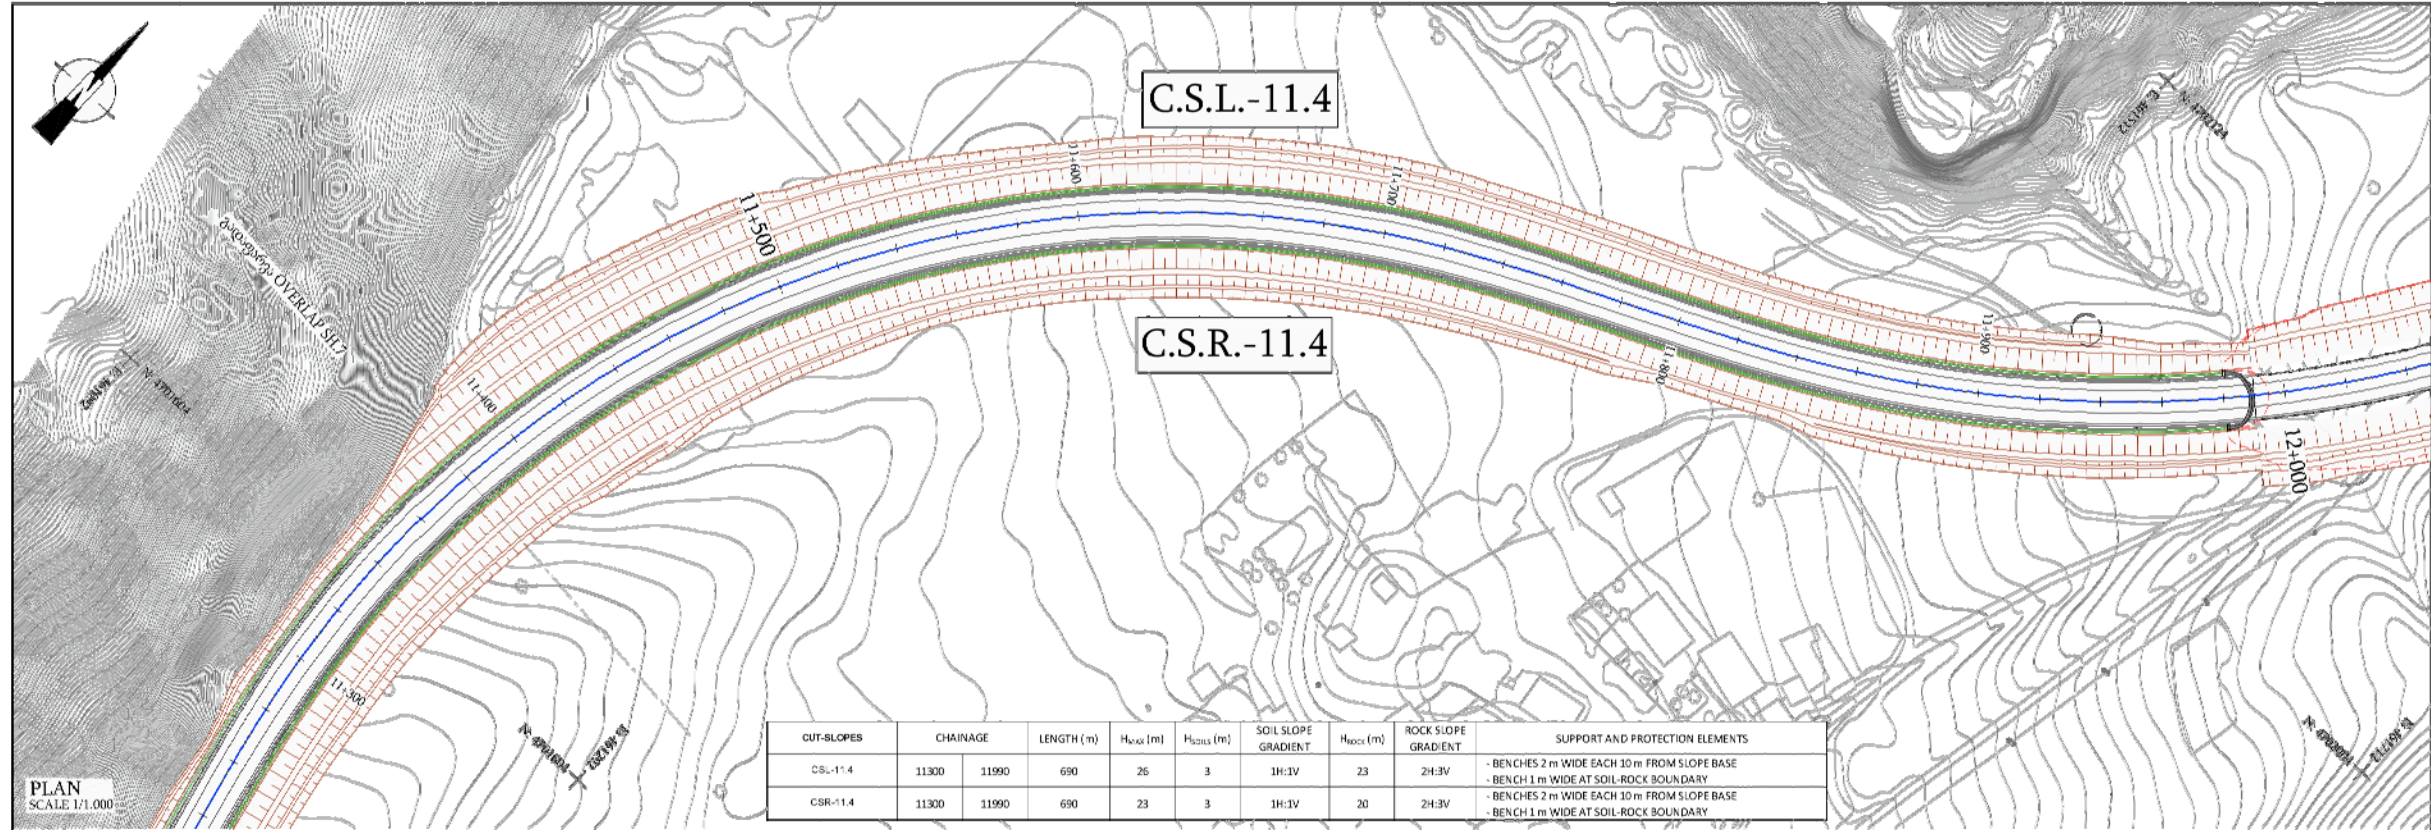 C.S.L.-11.4
11+600
11+700
11+500
გადაფარვა OVERLAP SH.7
C.S.R.-11.4
11+900
11+800
11+400
12+000
11+300
N: 4701604
N: 4702124
PLAN
SCALE 1/1.000
CUT-SLOPES CHAINAGE LENGTH (m) HMAX (m) HSOILS (m) SOIL SLOPE GRADIENT HROCK (m) ROCK SLOPE GRADIENT SUPPORT AND PROTECTION ELEMENTS
CSL-11.4 11300 11990 690 26 3 1H:1V 23 2H:3V - BENCHES 2 m WIDE EACH 10 m FROM SLOPE BASE
- BENCH 1 m WIDE AT SOIL-ROCK BOUNDARY
CSR-11.4 11300 11990 690 23 3 1H:1V 20 2H:3V - BENCHES 2 m WIDE EACH 10 m FROM SLOPE BASE
- BENCH 1 m WIDE AT SOIL-ROCK BOUNDARY